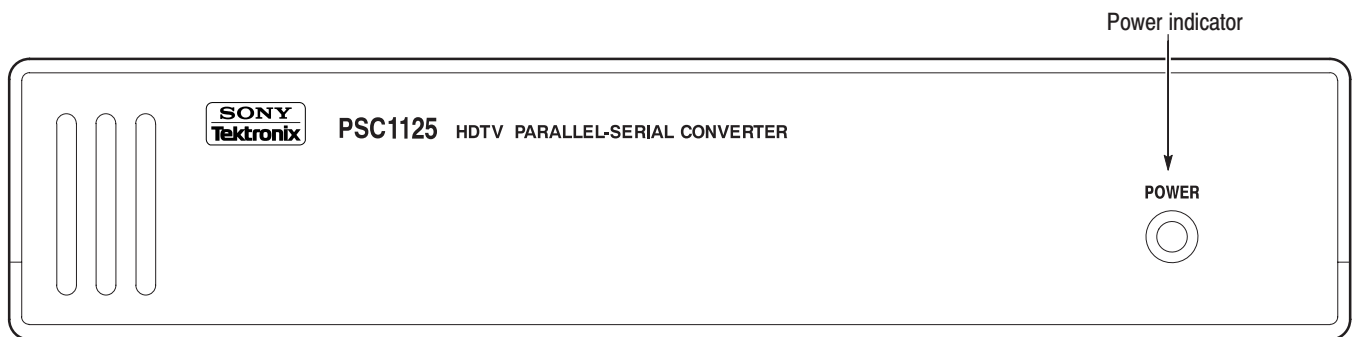 Power indicator
SONY
Tektronix
PSC1125 HDTV PARALLEL-SERIAL CONVERTER
POWER